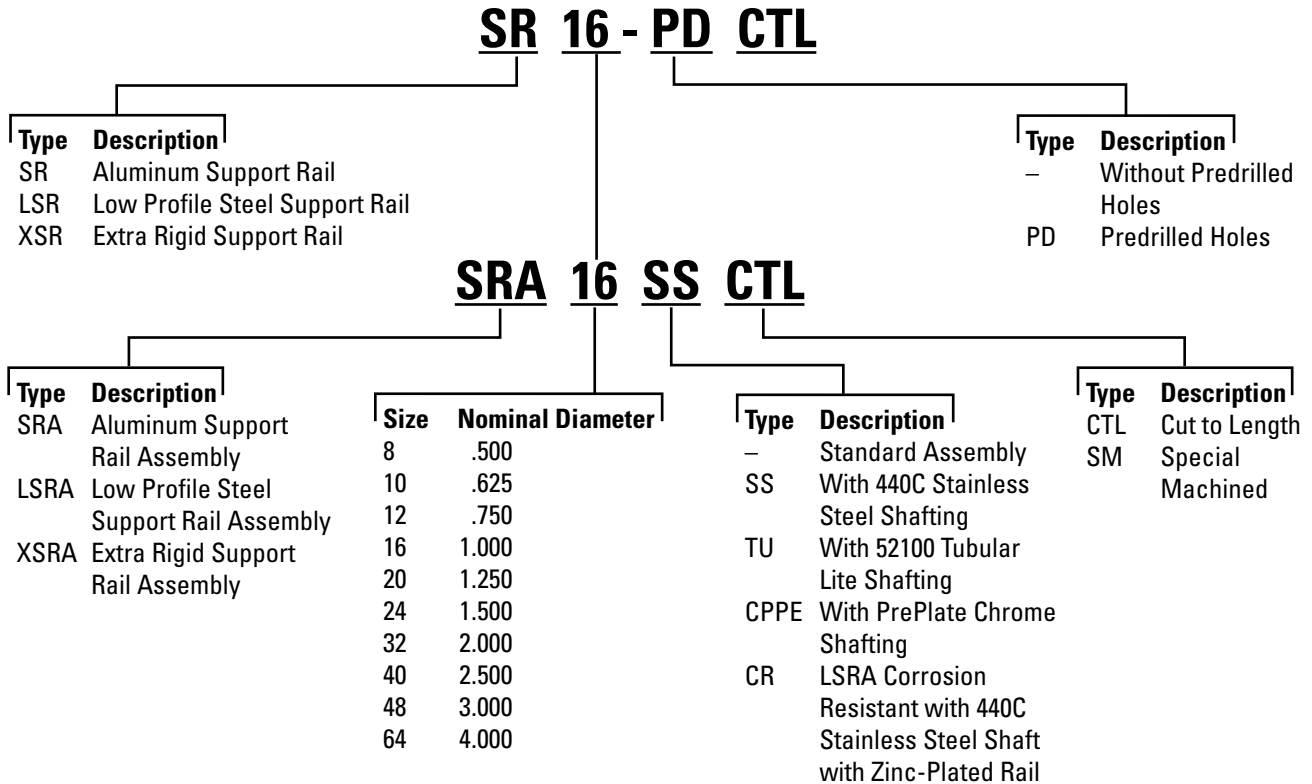 SR 16 - PD CTL
Type Description
SR Aluminum Support Rail
LSR Low Profile Steel Support Rail
XSR Extra Rigid Support Rail
Type Description
– Without Predrilled
Holes
PD Predrilled Holes
SRA 16 SS CTL
Type Description
SRA Aluminum Support
Rail Assembly
LSRA Low Profile Steel
Support Rail Assembly
XSRA Extra Rigid Support
Rail Assembly
Size Nominal Diameter
8 .500
10 .625
12 .750
16 1.000
20 1.250
24 1.500
32 2.000
40 2.500
48 3.000
64 4.000
Type Description
– Standard Assembly
SS With 440C Stainless
Steel Shafting
TU With 52100 Tubular
Lite Shafting
CPPE With PrePlate Chrome
Shafting
CR LSRA Corrosion
Resistant with 440C
Stainless Steel Shaft
with Zinc-Plated Rail
Type Description
CTL Cut to Length
SM Special
Machined